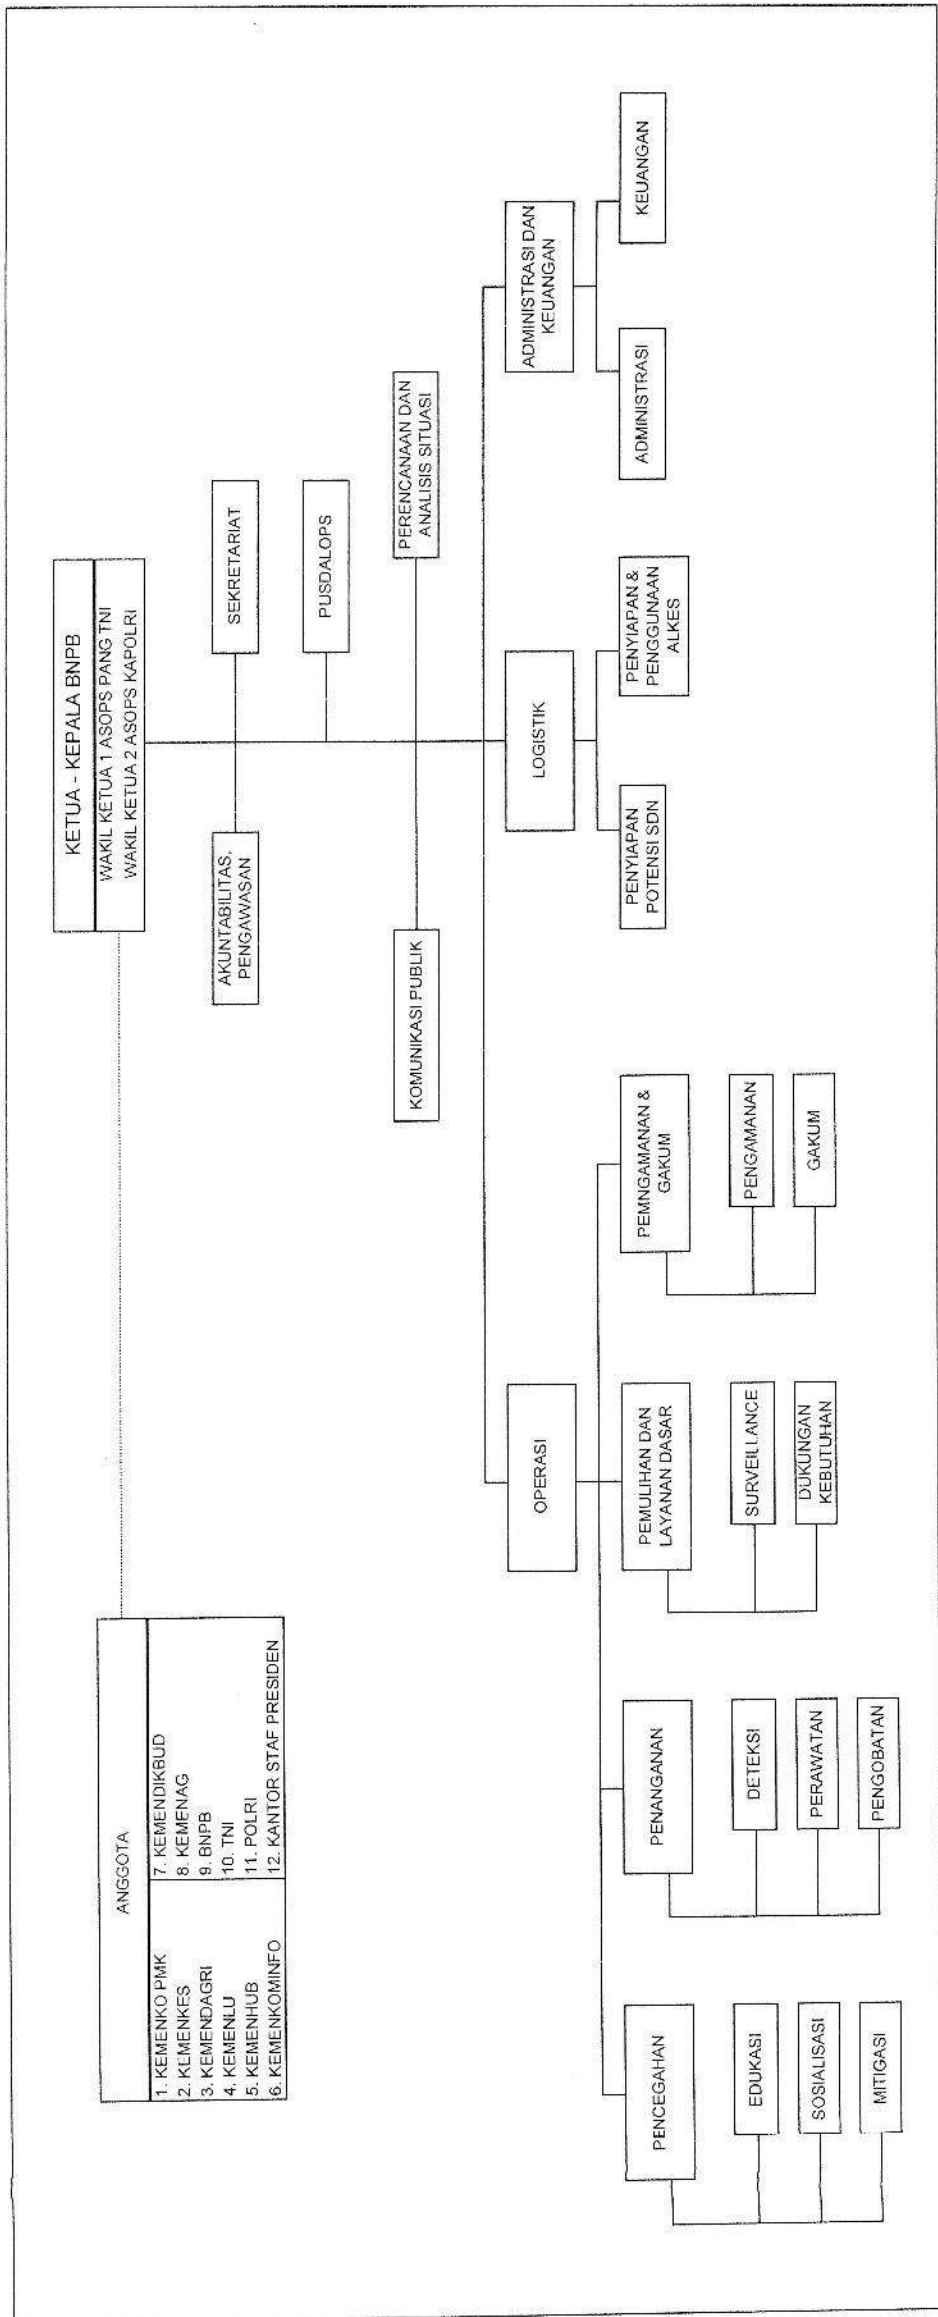 KETUA - KEPALA BNPB
WAKIL KETUA 1 ASOPS PANG TNI
WAKIL KETUA 2 ASOPS KAPOLRI
ANGGOTA
1. KEMENKO PMK
2. KEMENKES
3. KEMENDAGRI
4. KEMENLU
5. KEMENHUB
6. KEMENKOMINFO
7. KEMENDIKBUD
8. KEMENAG
9. BNPB
10. TNI
11. POLRI
12. KANTOR STAF PRESIDEN
AKUNTABILITAS,
PENGAWASAN
SEKRETARIAT
PUSDALOPS
KOMUNIKASI PUBLIK
PERENCANAAN DAN
ANALISIS SITUASI
OPERASI
LOGISTIK
ADMINISTRASI DAN
KEUANGAN
PENCEGAHAN
PENANGANAN
PEMULIHAN DAN
LAYANAN DASAR
PEMNGAMANAN &
GAKUM
PENYIAPAN
POTENSI SDN
PENYIAPAN &
PENGGUNAAN
ALKES
ADMINISTRASI
KEUANGAN
EDUKASI
SOSIALISASI
MITIGASI
DETEKSI
PERAWATAN
PENGOBATAN
SURVEILLANCE
DUKUNGAN
KEBUTUHAN
PENGAMANAN
GAKUM